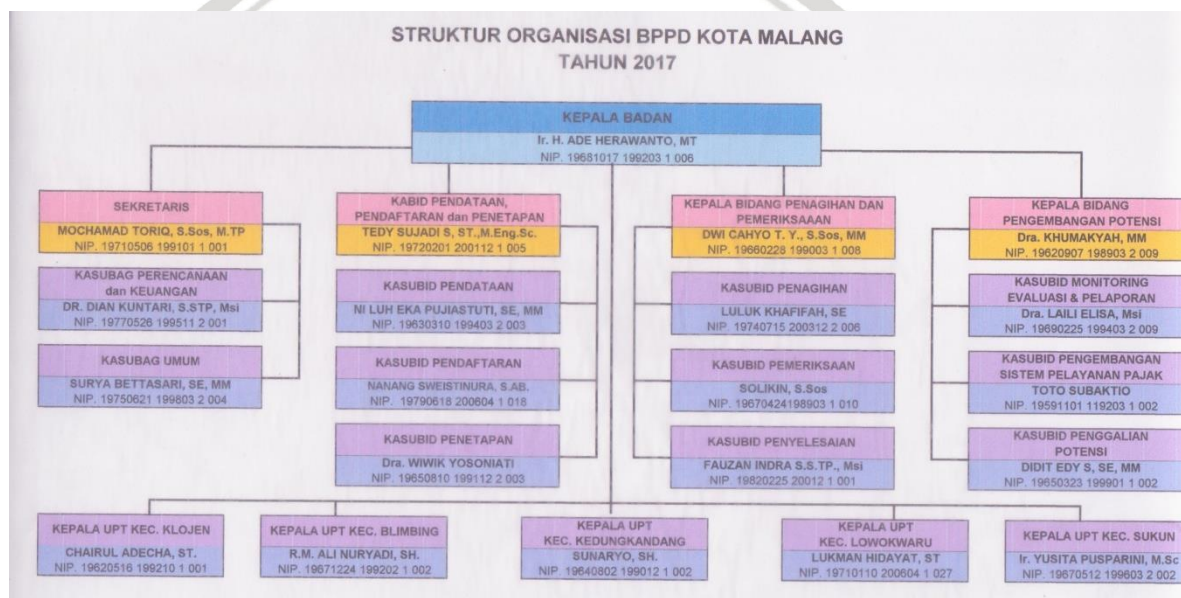 STRUKTUR ORGANISASI BPPD KOTA MALANG
TAHUN 2017
KEPALA BADAN
Ir. H. ADE HERAWANTO, MT
NIP. 19681017 199203 1 006
SEKRETARIS
MOCHAMAD TORIQ, S.Sos, M.TP
NIP. 19710506 199101 1 001
KABID PENDATAAN,
PENDAFTARAN dan PENETAPAN
TEDY SUJADI S, ST.,M.Eng.Sc.
NIP. 19720201 200112 1 005
KEPALA BIDANG PENAGIHAN DAN
PEMERIKSAAAN
DWI CAHYO T. Y., S.Sos, MM
NIP. 19660228 199003 1 008
KEPALA BIDANG
PENGEMBANGAN POTENSI
Dra. KHUMAKYAH, MM
NIP. 19620907 198903 2 009
KASUBAG PERENCANAAN
dan KEUANGAN
DR. DIAN KUNTARI, S.STP, Msi
NIP. 19770526 199511 2 001
KASUBID PENDATAAN
NI LUH EKA PUJIASTUTI, SE, MM
NIP. 19630310 199403 2 003
KASUBID PENAGIHAN
LULUK KHAFIFAH, SE
NIP. 19740715 200312 2 006
KASUBID MONITORING
EVALUASI & PELAPORAN
Dra. LAILI ELISA, Msi
NIP. 19690225 199403 2 009
KASUBAG UMUM
SURYA BETTASARI, SE, MM
NIP. 19750621 199803 2 004
KASUBID PENDAFTARAN
NANANG SWEISTINURA, S.AB.
NIP. 19790618 200604 1 018
KASUBID PEMERIKSAAN
SOLIKIN, S.Sos
NIP. 19670424198903 1 010
KASUBID PENGEMBANGAN
SISTEM PELAYANAN PAJAK
TOTO SUBAKTIO
NIP. 19591101 119203 1 002
KASUBID PENETAPAN
Dra. WIWIK YOSONIATI
NIP. 19650810 199112 2 003
KASUBID PENYELESAIAN
FAUZAN INDRA S.S.TP., Msi
NIP. 19820225 20012 1 001
KASUBID PENGGALIAN
POTENSI
DIDIT EDY S, SE, MM
NIP. 19650323 199901 1 002
KEPALA UPT KEC. KLOJEN
CHAIRUL ADECHA, ST.
NIP. 19620516 199210 1 001
KEPALA UPT KEC. BLIMBING
R.M. ALI NURYADI, SH.
NIP. 19671224 199202 1 002
KEPALA UPT
KEC. KEDUNGKANDANG
SUNARYO, SH.
NIP. 19640802 199012 1 002
KEPALA UPT
KEC. LOWOKWARU
LUKMAN HIDAYAT, ST
NIP. 19710110 200604 1 027
KEPALA UPT KEC. SUKUN
Ir. YUSITA PUSPARINI, M.Sc
NIP. 19670512 199603 2 002